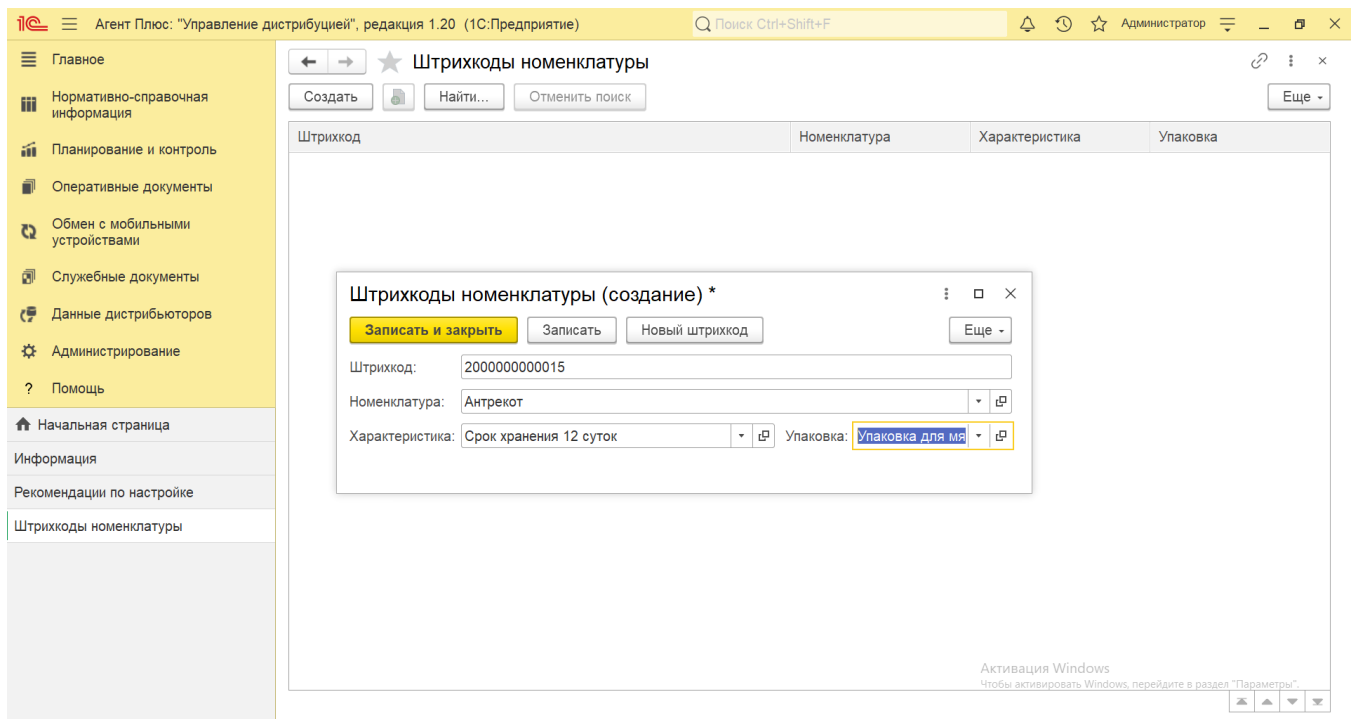 1С Агент Плюс: "Управление дистрибуцией", редакция 1.20 (1С:Предприятие) Поиск Ctrl+Shift+F Администратор
Главное
Нормативно-справочная
информация
Планирование и контроль
Оперативные документы
Обмен с мобильными
устройствами
Служебные документы
Данные дистрибьюторов
Администрирование
? Помощь
Начальная страница
Информация
Рекомендации по настройке
Штрихкоды номенклатуры
Штрихкоды номенклатуры
Создать Найти... Отменить поиск Еще
Штрихкод Номенклатура Характеристика Упаковка
Штрихкоды номенклатуры (создание) *
Записать и закрыть Записать Новый штрихкод Еще
Штрихкод: 2000000000015
Номенклатура: Антрекот
Характеристика: Срок хранения 12 суток Упаковка: Упаковка для мя
Активация Windows
Чтобы активировать Windows, перейдите в раздел "Параметры".